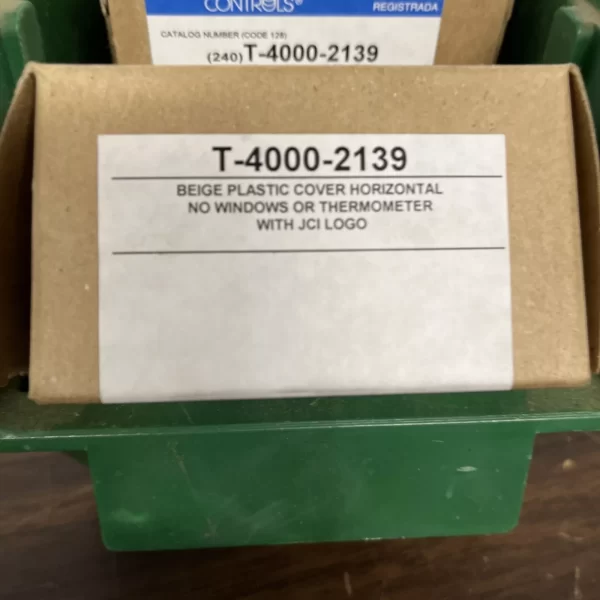 CONTROLS®
REGISTRADA
CATALOG NUMBER (CODE 128)
(240) T-4000-2139
T-4000-2139
BEIGE PLASTIC COVER HORIZONTAL
NO WINDOWS OR THERMOMETER
WITH JCI LOGO